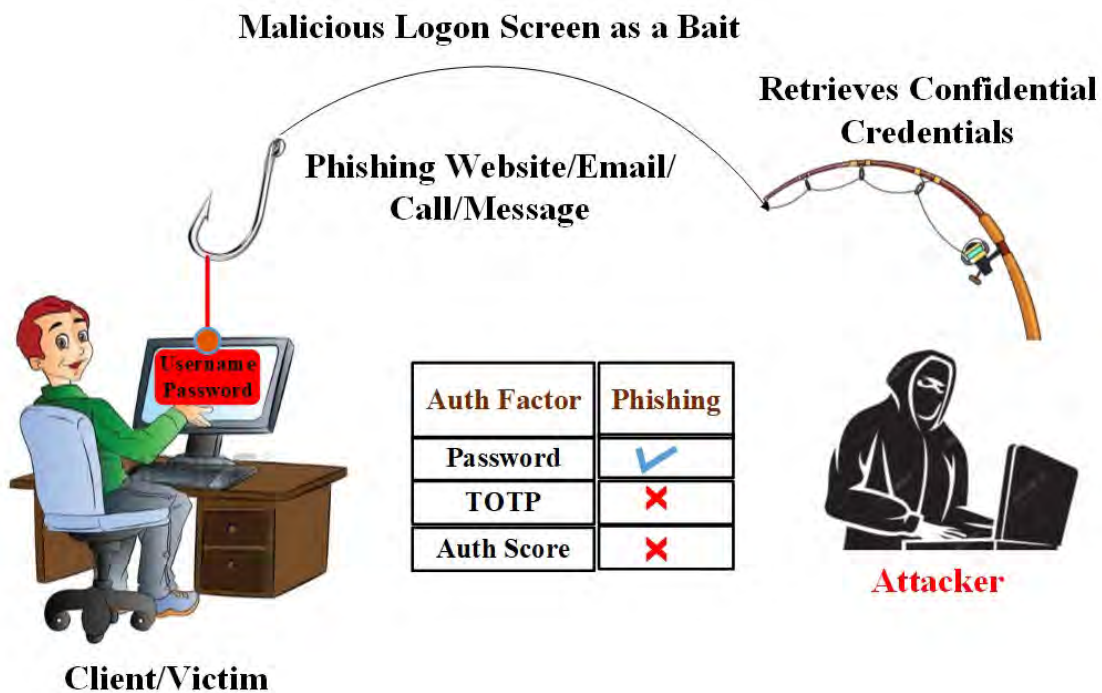 Malicious Logon Screen as a Bait
Retrieves Confidential
Credentials
Phishing Website/Email/
Call/Message
Username
Password
Auth Factor Phishing
Password
TOTP
Auth Score
Attacker
Client/Victim